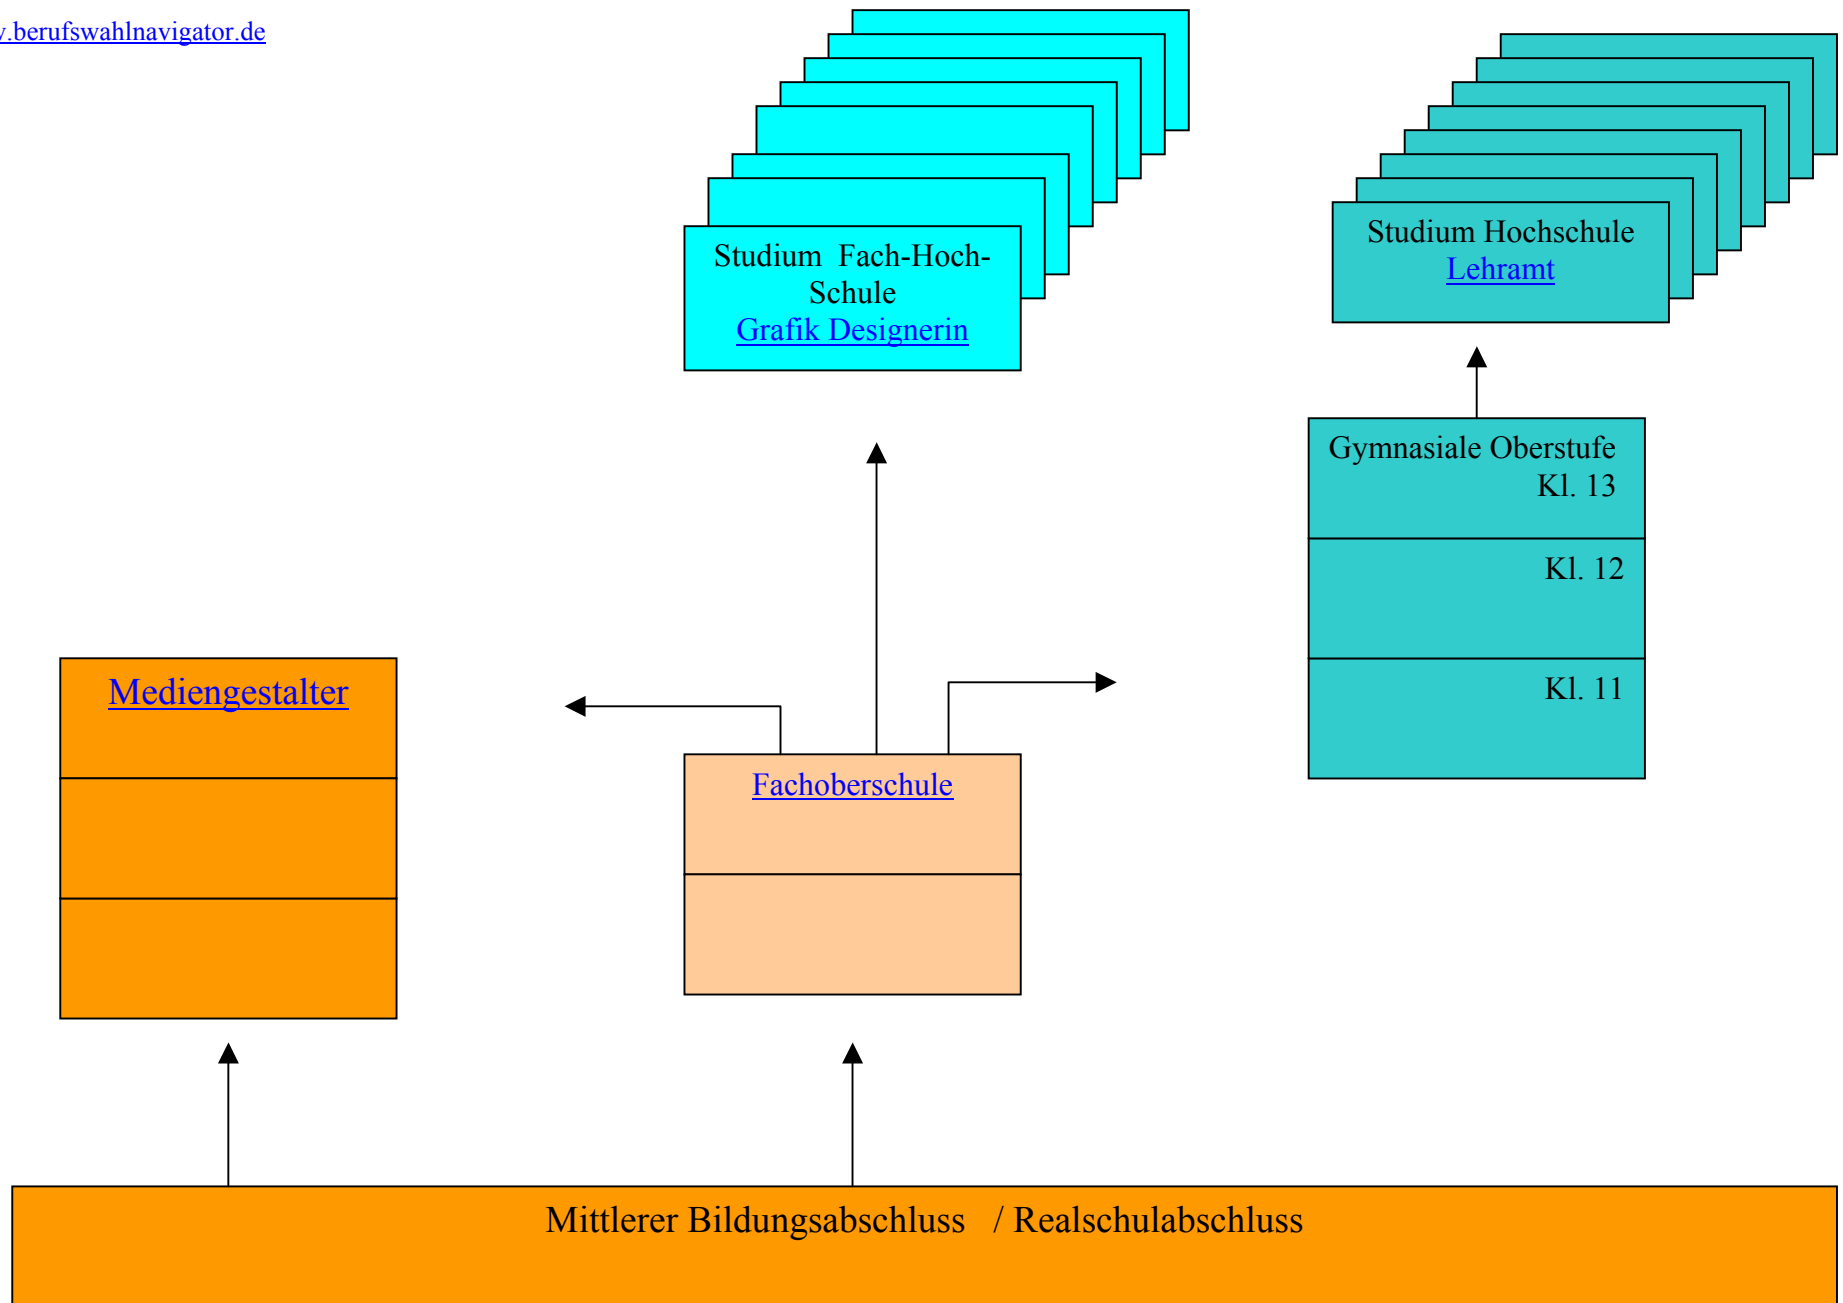 .berufswahlnavigator.de
Studium Fach-Hoch-
Schule
Grafik Designerin
Studium Hochschule
Lehramt
Gymnasiale Oberstufe
Kl. 13
Kl. 12
Kl. 11
Mediengestalter
Fachoberschule
Mittlerer Bildungsabschluss / Realschulabschluss